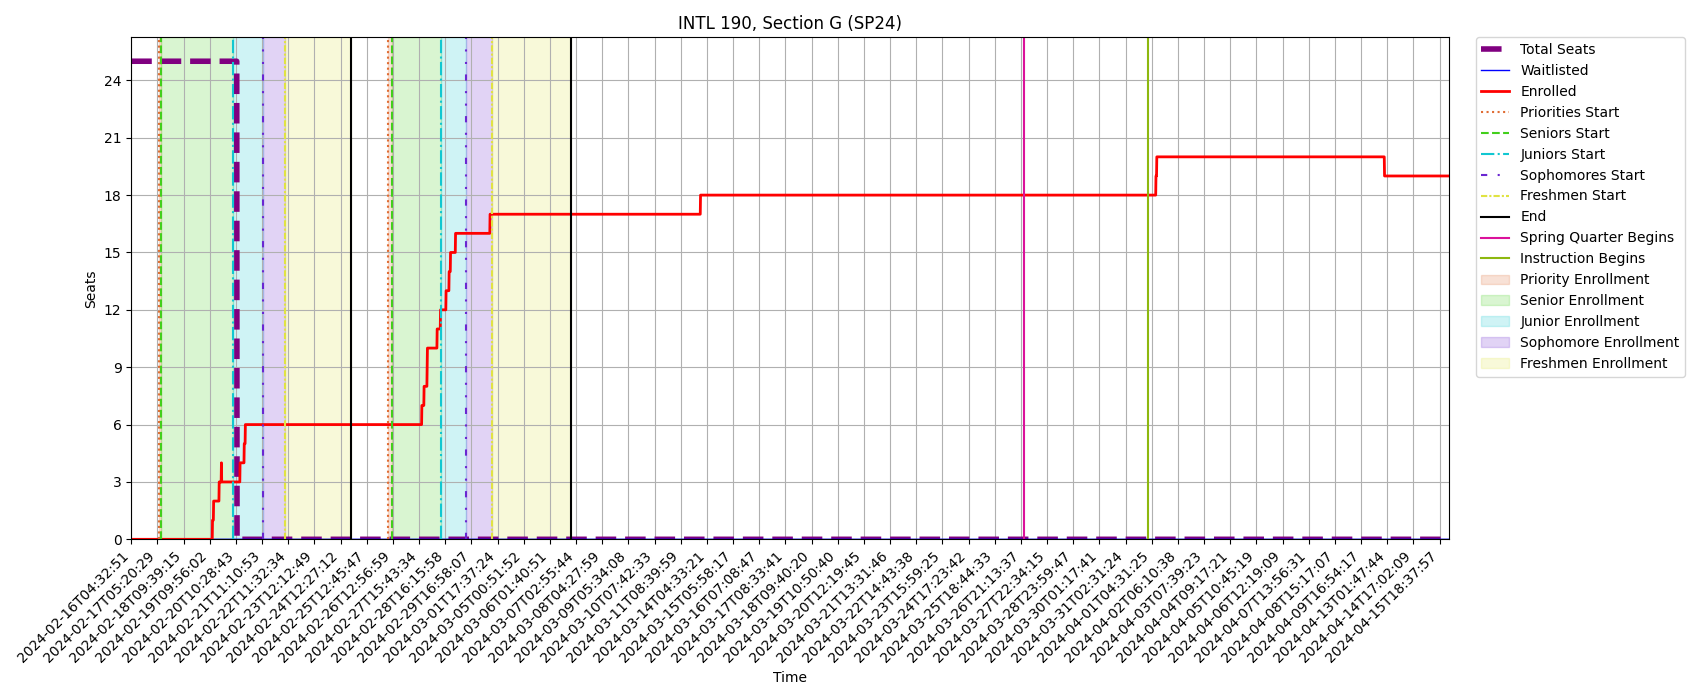 INTL 190, Section G (SP24)
Seats
24
21
18
15
12
9
6
3
0
2024-02-16T04:32:51
2024-02-17T05:20:29
2024-02-18T09:39:15
2024-02-19T09:56:02
2024-02-20T10:28:43
2024-02-21T11:10:53
2024-02-22T11:32:34
2024-02-23T12:12:49
2024-02-24T12:27:12
2024-02-25T12:45:47
2024-02-26T12:56:59
2024-02-27T15:43:34
2024-02-28T16:15:58
2024-02-29T16:58:07
2024-03-01T17:37:24
2024-03-05T00:51:52
2024-03-06T01:40:51
2024-03-07T02:55:44
2024-03-08T04:27:59
2024-03-09T05:34:08
2024-03-10T07:42:33
2024-03-11T08:39:59
2024-03-14T04:33:21
2024-03-15T05:58:17
2024-03-16T07:08:47
2024-03-17T08:33:41
2024-03-18T09:40:20
2024-03-19T10:50:40
2024-03-20T12:19:45
2024-03-21T13:31:46
2024-03-22T14:43:38
2024-03-23T15:59:25
2024-03-24T17:23:42
2024-03-25T18:44:33
2024-03-26T21:13:37
2024-03-27T22:34:15
2024-03-28T23:59:47
2024-03-30T01:17:41
2024-03-31T02:31:24
2024-04-01T04:31:25
2024-04-02T06:10:38
2024-04-03T07:39:23
2024-04-04T09:17:21
2024-04-05T10:45:19
2024-04-06T12:19:09
2024-04-07T13:56:31
2024-04-08T15:17:07
2024-04-09T16:54:17
2024-04-13T01:47:44
2024-04-14T17:02:09
2024-04-15T18:37:57
Time
Total Seats
Waitlisted
Enrolled
Priorities Start
Seniors Start
Juniors Start
Sophomores Start
Freshmen Start
End
Spring Quarter Begins
Instruction Begins
Priority Enrollment
Senior Enrollment
Junior Enrollment
Sophomore Enrollment
Freshmen Enrollment